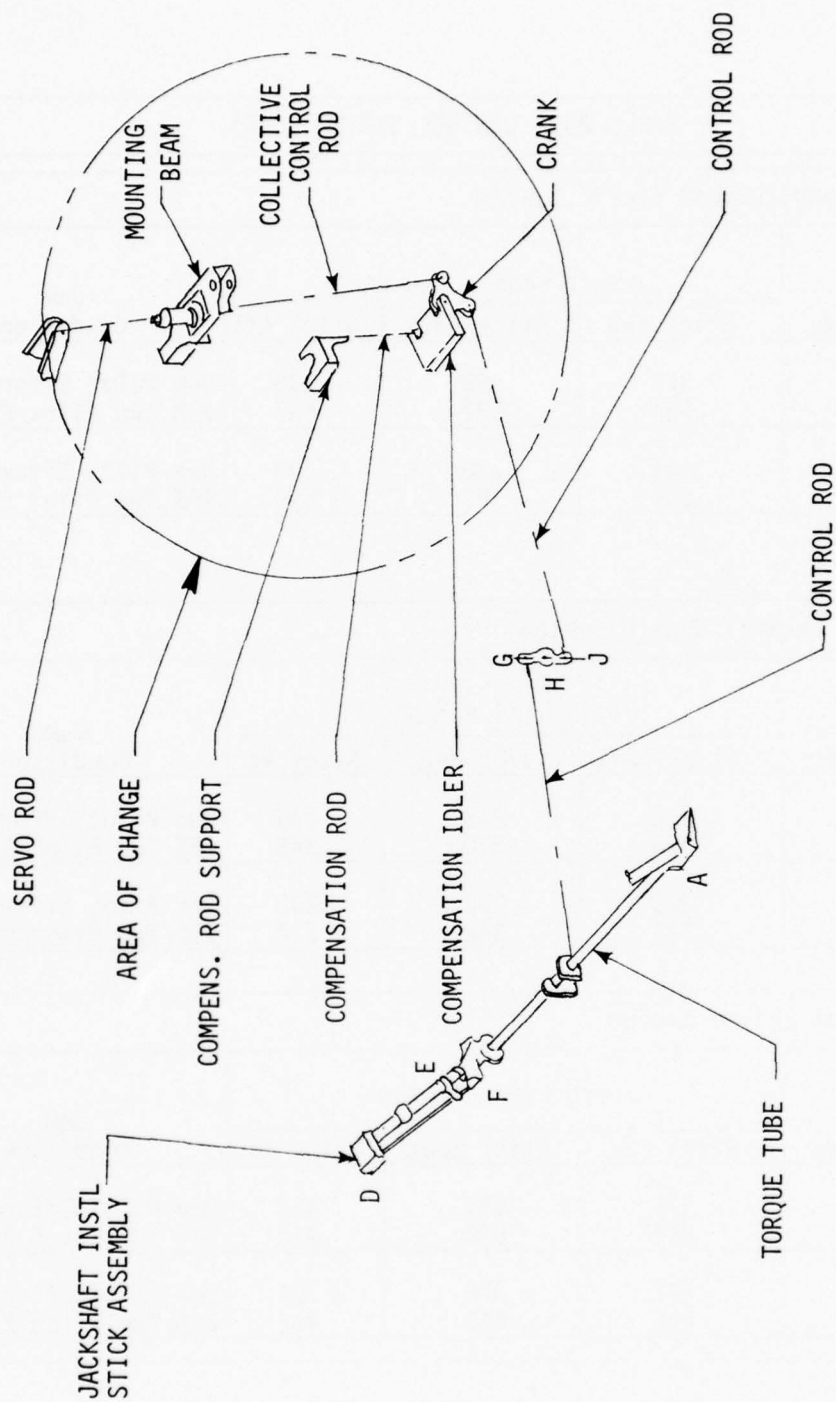 SERVO ROD
AREA OF CHANGE
COMPENS. ROD SUPPORT
COMPENSATION ROD
COMPENSATION IDLER
JACKSHAFT INSTL
STICK ASSEMBLY
D
E
F
TORQUE TUBE
A
G
H
J
CONTROL ROD
MOUNTING
BEAM
COLLECTIVE
CONTROL
ROD
CRANK
CONTROL ROD